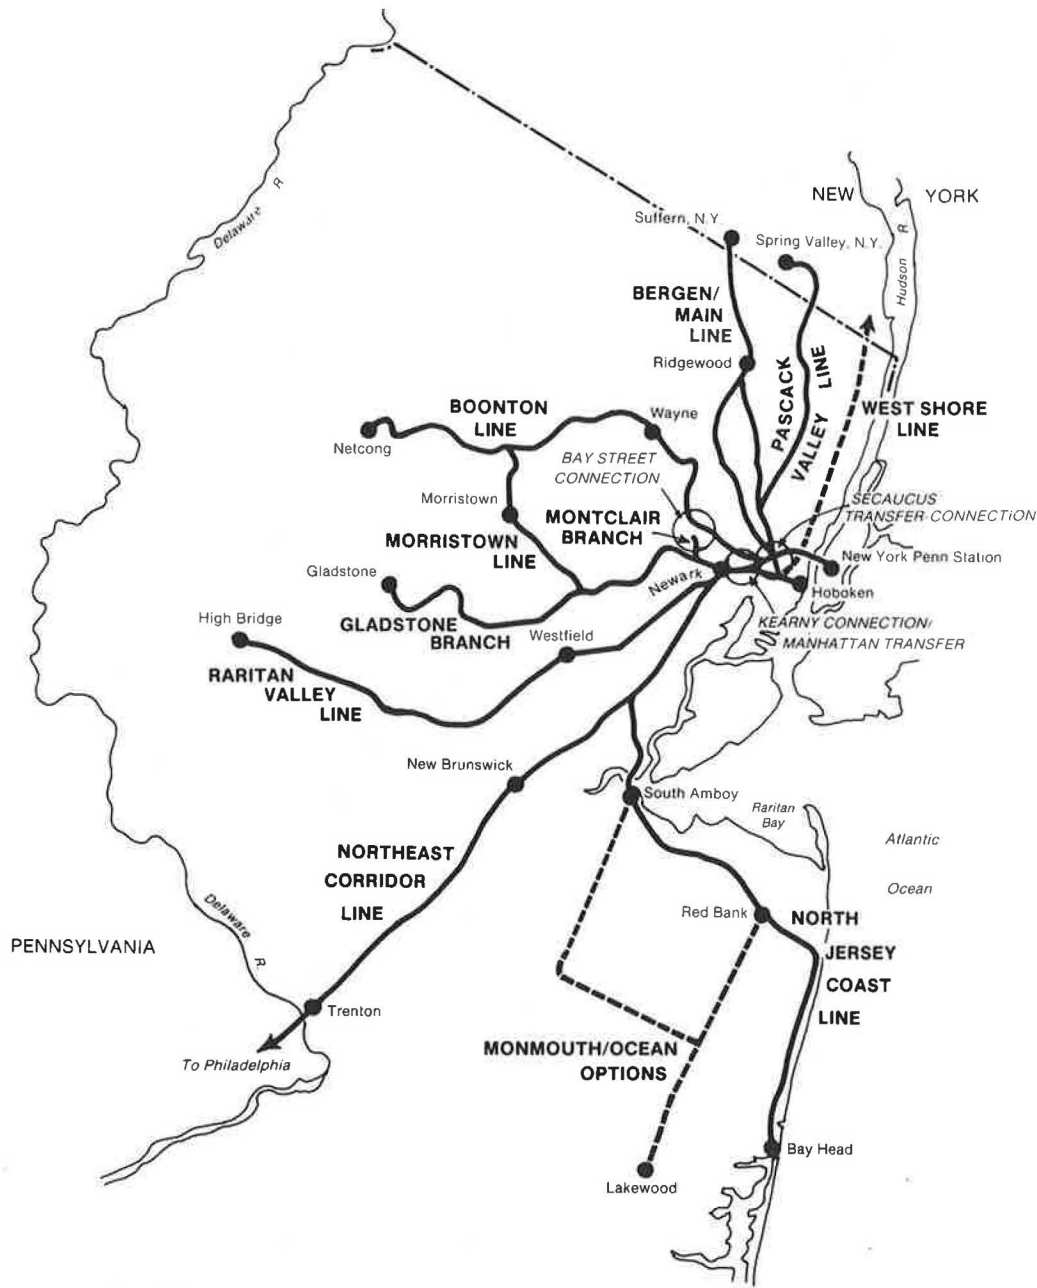 NEW YORK
Delaware R
Hudson R.
Suffern, N.Y.
Spring Valley, N.Y.
BERGEN/
MAIN
LINE
Ridgewood
PASCACK
VALLEY LINE
WEST SHORE
LINE
BOONTON
LINE
Wayne
Netcong
BAY STREET
CONNECTION
SECAUCUS
TRANSFER-CONNECTION
Morristown
MONTCLAIR
BRANCH
MORRISTOWN
LINE
New York Penn Station
Gladstone
Newark
Hoboken
High Bridge
GLADSTONE
BRANCH
Westfield
KEARNY CONNECTION/
MANHATTAN TRANSFER
RARITAN
VALLEY
LINE
New Brunswick
South Amboy
Raritan
Bay
Atlantic
Ocean
NORTHEAST
CORRIDOR
LINE
Delaware R.
Red Bank
NORTH
JERSEY
COAST
LINE
PENNSYLVANIA
Trenton
To Philadelphia
MONMOUTH/OCEAN
OPTIONS
Bay Head
Lakewood